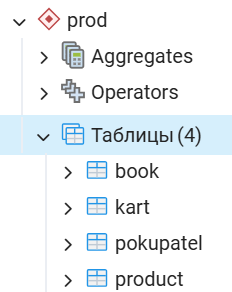 prod
Aggregates
Operators
Таблицы (4)
book
kart
pokupatel
product